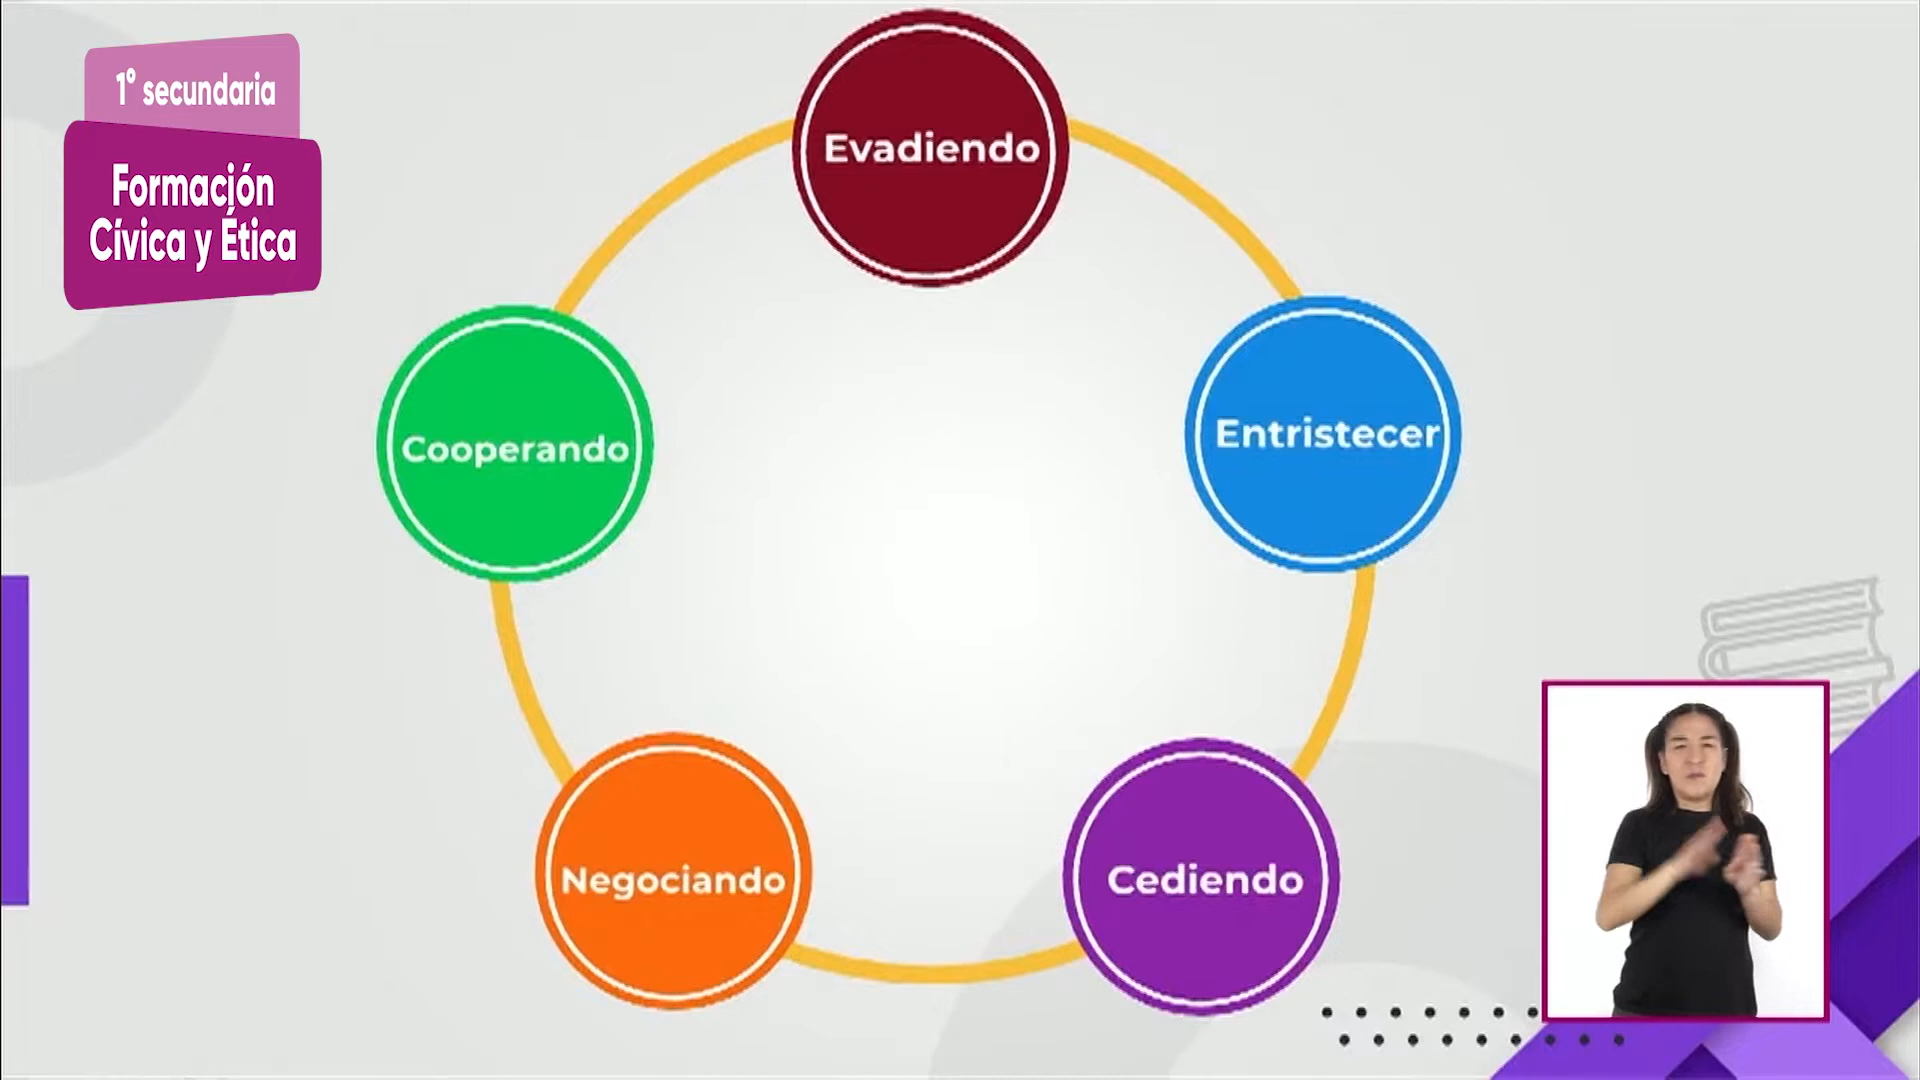 1° secundaria
Formación
Cívica y Ética
Evadiendo
Entristecer
Cooperando
Negociando
Cediendo